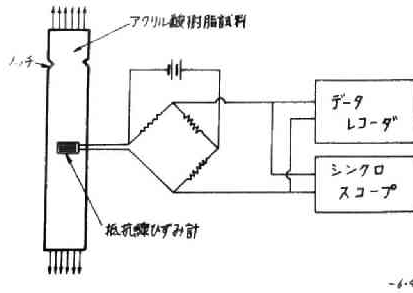 アクリル酸樹脂試料
ノッチ
データ
レコーダ
抵抗線ひずみ計
シンクロ
スコープ